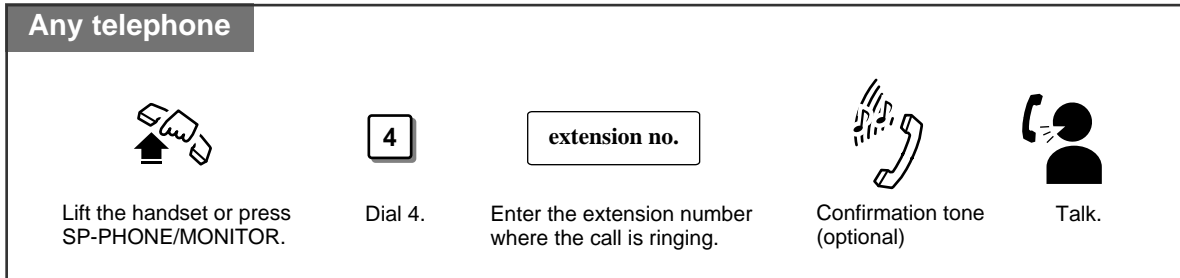 Any telephone
4
extension no.
Lift the handset or press
SP-PHONE/MONITOR.
Dial 4.
Enter the extension number
where the call is ringing.
Confirmation tone
(optional)
Talk.